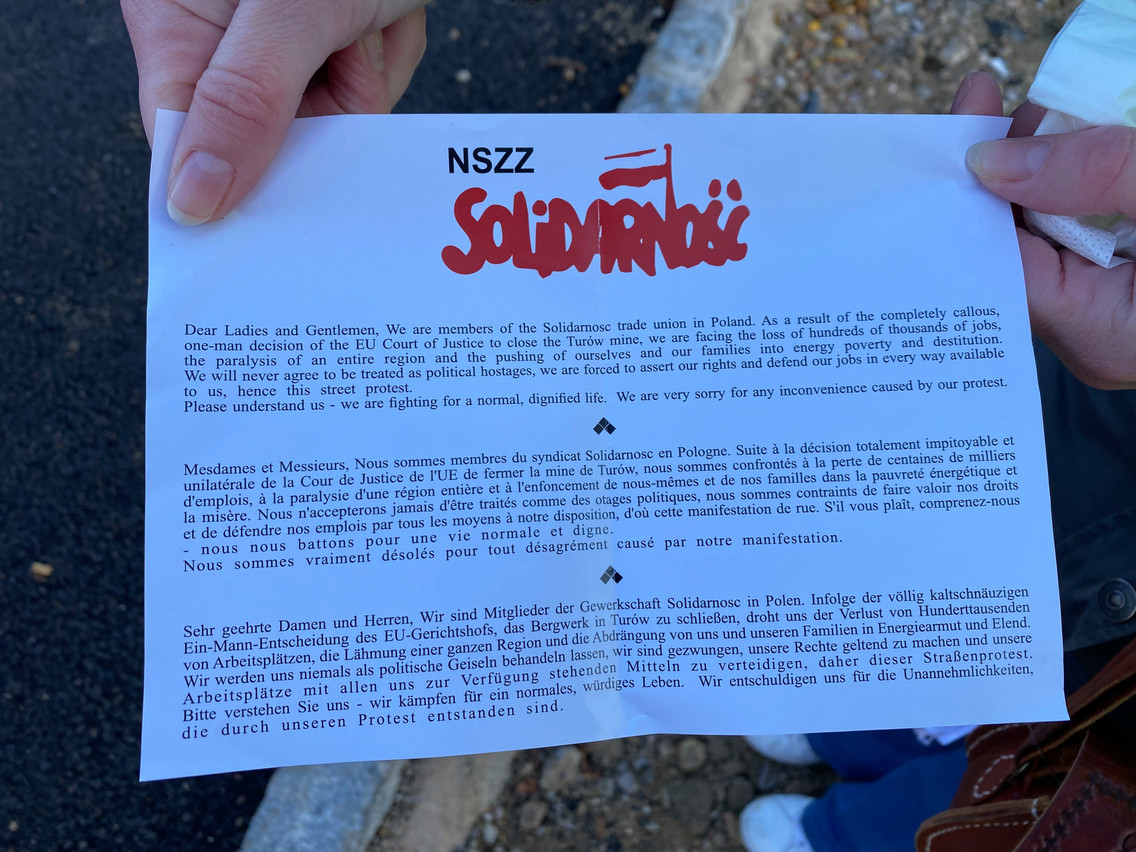 NSZZ
SOLiDARNOŚĆ
Dear Ladies and Gentlemen, We are members of the Solidarnosc trade union in Poland. As a result of the completely callous,
one-man decision of the EU Court of Justice to close the Turów mine, we are facing the loss of hundreds of thousands of jobs,
the paralysis of an entire region and the pushing of ourselves and our families into energy poverty and destitution.
We will never agree to be treated as political hostages, we are forced to assert our rights and defend our jobs in every way available
to us, hence this street protest.
Please understand us - we are fighting for a normal, dignified life. We are very sorry for any inconvenience caused by our protest.
Mesdames et Messieurs, Nous sommes membres du syndicat Solidarnosc en Pologne. Suite à la décision totalement impitoyable et
unilatérale de la Cour de Justice de l'UE de fermer la mine de Turów, nous sommes confrontés à la perte de centaines de milliers
d'emplois, à la paralysie d'une région entière et à l'enfoncement de nous-mêmes et de nos familles dans la pauvreté énergétique et
la misère. Nous n'accepterons jamais d'être traités comme des otages politiques, nous sommes contraints de faire valoir nos droits
et de défendre nos emplois par tous les moyens à notre disposition, d'où cette manifestation de rue. S'il vous plaît, comprenez-nous
- nous nous battons pour une vie normale et digne.
Nous sommes vraiment désolés pour tout désagrément causé par notre manifestation.
Sehr geehrte Damen und Herren, Wir sind Mitglieder der Gewerkschaft Solidarnosc in Polen. Infolge der völlig kaltschnäuzigen
Ein-Mann-Entscheidung des EU-Gerichtshofs, das Bergwerk in Turów zu schließen, droht uns der Verlust von Hunderttausenden
von Arbeitsplätzen, die Lähmung einer ganzen Region und die Abdrängung von uns und unseren Familien in Energiearmut und Elend.
Wir werden uns niemals als politische Geiseln behandeln lassen, wir sind gezwungen, unsere Rechte geltend zu machen und unsere
Arbeitsplätze mit allen uns zur Verfügung stehenden Mitteln zu verteidigen, daher dieser Straßenprotest.
Bitte verstehen Sie uns - wir kämpfen für ein normales, würdiges Leben. Wir entschuldigen uns für die Unannehmlichkeiten,
die durch unseren Protest entstanden sind.